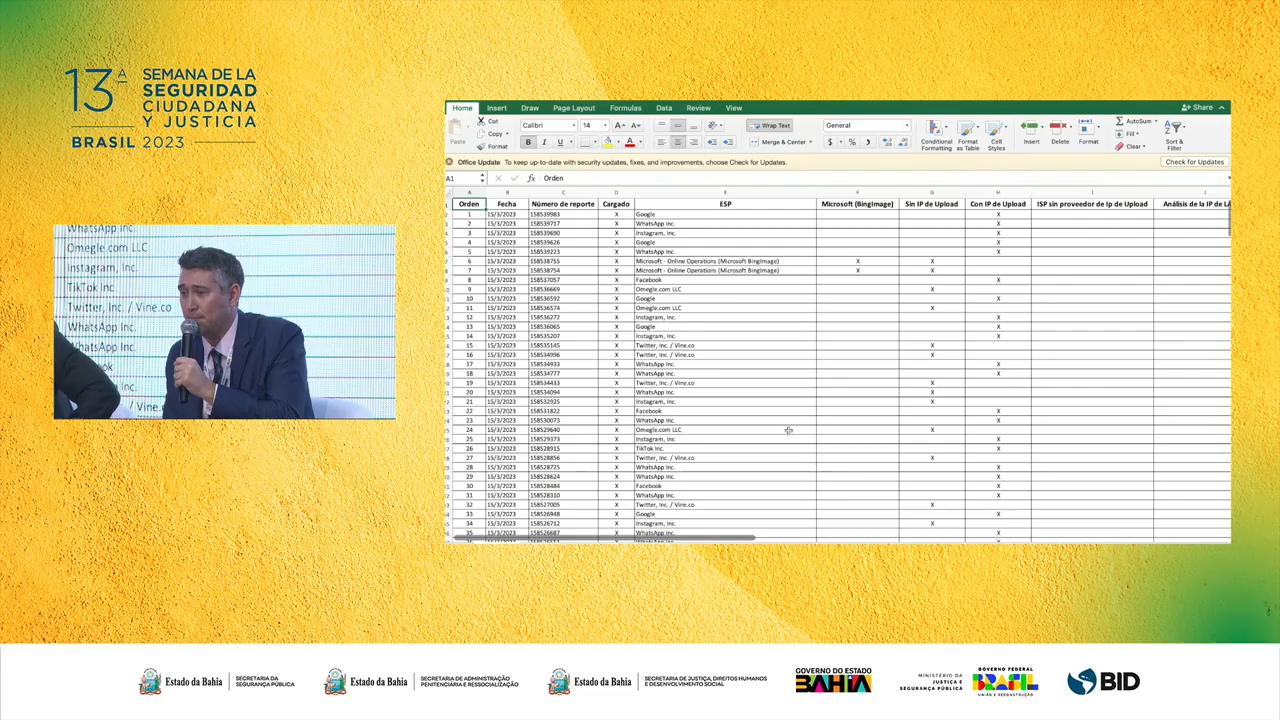 13ª
SEMANA DE LA
SEGURIDAD
CIUDADANA
Y JUSTICIA
BRASIL 2023
WhatsApp Inc.
Omegle.com LLC
Instagram, Inc.
TikTok Inc.
Twitter, Inc. / Vine.co
WhatsApp Inc.
Home Insert Draw Page Layout Formulas Data Review View Share
Paste Cut Copy Format Calibri 14 B I U Wrap Text Merge & Center General $ % Conditional Formatting Format as Table Cell Styles Insert Delete Format AutoSum Fill Clear Sort & Filter
Office Update To keep up-to-date with security updates, fixes, and improvements, choose Check for Updates. Check for Updates
A1 fx Orden
A B C D E F G H I J
Orden Fecha Número de reporte Cargado ESP Microsoft (BingImage) Sin IP de Upload Con IP de Upload ISP sin proveedor de Ip de Upload Análisis de la IP de
1 15/3/2023 158539983 X Google X
2 15/3/2023 158539717 X WhatsApp Inc. X
3 15/3/2023 158539690 X Instagram, Inc. X
4 15/3/2023 158539626 X Google X
5 15/3/2023 158539223 X WhatsApp Inc. X
6 15/3/2023 158538755 X Microsoft - Online Operations (Microsoft BingImage) X X
7 15/3/2023 158538754 X Microsoft - Online Operations (Microsoft BingImage) X X
8 15/3/2023 158537057 X Facebook X
9 15/3/2023 158536669 X Omegle.com LLC X
10 15/3/2023 158536592 X Google X
11 15/3/2023 158536574 X Omegle.com LLC X
12 15/3/2023 158536272 X Instagram, Inc. X
13 15/3/2023 158536065 X Google X
14 15/3/2023 158535207 X Instagram, Inc. X
15 15/3/2023 158535145 X Twitter, Inc. / Vine.co X
16 15/3/2023 158534996 X Twitter, Inc. / Vine.co X
17 15/3/2023 158534933 X WhatsApp Inc. X
18 15/3/2023 158534777 X WhatsApp Inc. X
19 15/3/2023 158534433 X Twitter, Inc. / Vine.co X
20 15/3/2023 158534094 X WhatsApp Inc. X
21 15/3/2023 158532925 X Instagram, Inc. X
22 15/3/2023 158531822 X Facebook X
23 15/3/2023 158530073 X WhatsApp Inc. X
24 15/3/2023 158529640 X Omegle.com LLC X
25 15/3/2023 158529373 X Instagram, Inc. X
26 15/3/2023 158528915 X TikTok Inc. X
27 15/3/2023 158528856 X Twitter, Inc. / Vine.co X
28 15/3/2023 158528725 X WhatsApp Inc. X
29 15/3/2023 158528624 X WhatsApp Inc. X
30 15/3/2023 158528484 X Facebook X
31 15/3/2023 158528310 X WhatsApp Inc. X
32 15/3/2023 158527005 X Twitter, Inc. / Vine.co X
33 15/3/2023 158526948 X Google X
34 15/3/2023 158526712 X Instagram, Inc. X
35 15/3/2023 158526687 X WhatsApp Inc. X
Estado da Bahia SECRETARIA DA SEGURANÇA PÚBLICA
Estado da Bahia SECRETARIA DE ADMINISTRAÇÃO PENITENCIÁRIA E RESSOCIALIZAÇÃO
Estado da Bahia SECRETARIA DE JUSTIÇA, DIREITOS HUMANOS E DESENVOLVIMENTO SOCIAL
GOVERNO DO ESTADO BAHIA
MINISTÉRIO DA JUSTIÇA E SEGURANÇA PÚBLICA
GOVERNO FEDERAL BRASIL UNIÃO E RECONSTRUÇÃO
BID